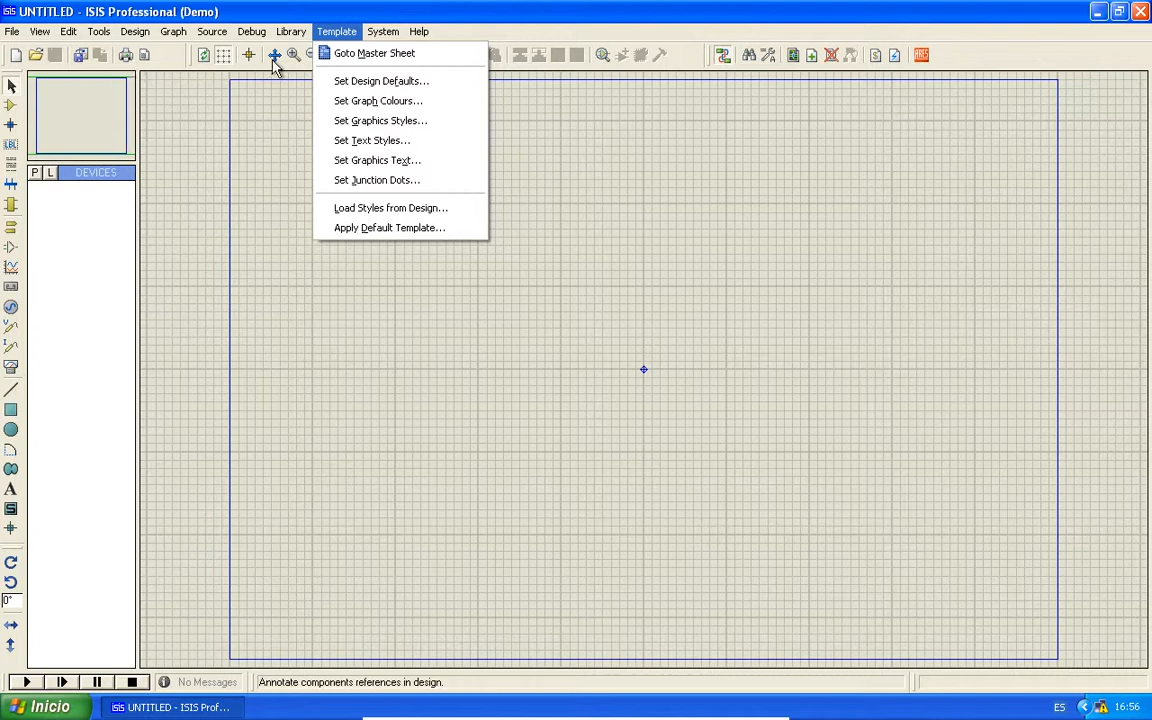 UNTITLED - ISIS Professional (Demo)
File View Edit Tools Design Graph Source Debug Library Template System Help
Goto Master Sheet
Set Design Defaults...
Set Graph Colours...
Set Graphics Styles...
Set Text Styles...
Set Graphics Text...
Set Junction Dots...
Load Styles from Design...
Apply Default Template...
LBL
P L DEVICES
A
S
0°
No Messages
Annotate components references in design.
Inicio
isis UNTITLED - ISIS Prof...
ES
16:56